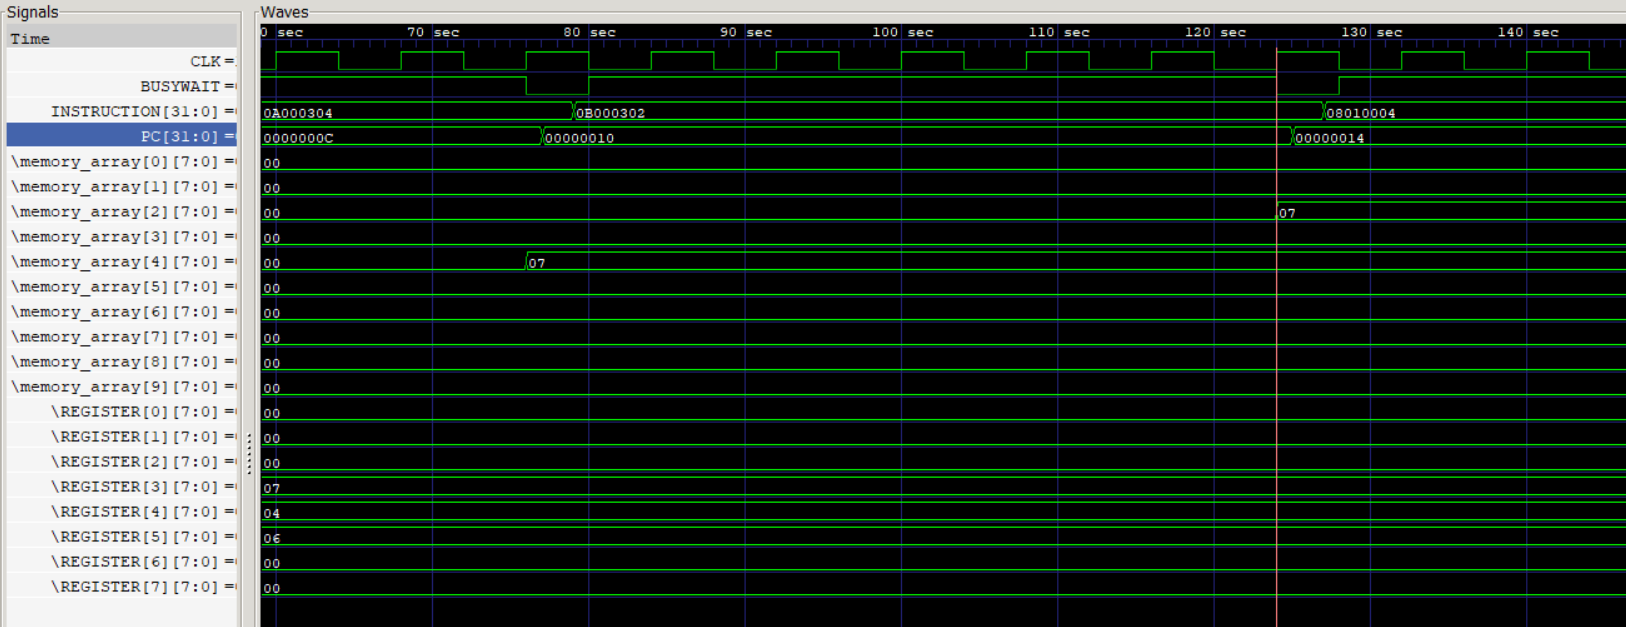 Signals Waves
Time 0 sec 70 sec 80 sec 90 sec 100 sec 110 sec 120 sec 130 sec 140 sec
CLK =
BUSYWAIT =
INSTRUCTION[31:0] = 0A000304 0B000302 08010004
PC[31:0] = 0000000C 00000010 00000014
\memory_array[0][7:0] = 00
\memory_array[1][7:0] = 00
\memory_array[2][7:0] = 00 07
\memory_array[3][7:0] = 00
\memory_array[4][7:0] = 00 07
\memory_array[5][7:0] = 00
\memory_array[6][7:0] = 00
\memory_array[7][7:0] = 00
\memory_array[8][7:0] = 00
\memory_array[9][7:0] = 00
\REGISTER[0][7:0] = 00
\REGISTER[1][7:0] = 00
\REGISTER[2][7:0] = 00
\REGISTER[3][7:0] = 07
\REGISTER[4][7:0] = 04
\REGISTER[5][7:0] = 06
\REGISTER[6][7:0] = 00
\REGISTER[7][7:0] = 00